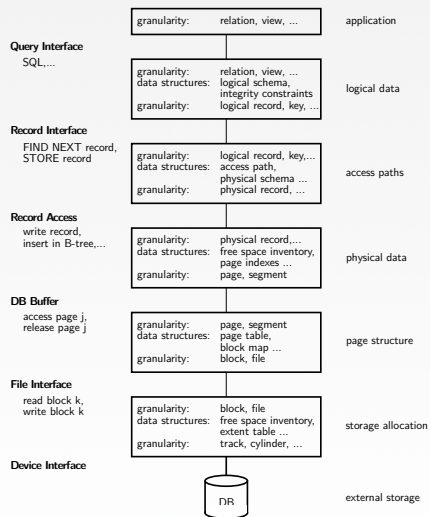 granularity: relation, view, ... application
Query Interface
SQL,...
granularity: relation, view, ...
data structures: logical schema,
integrity constraints
granularity: logical record, key, ...
logical data
Record Interface
FIND NEXT record,
STORE record
granularity: logical record, key,...
data structures: access path,
physical schema ...
granularity: physical record, ...
access paths
Record Access
write record,
insert in B-tree,...
granularity: physical record,...
data structures: free space inventory,
page indexes ...
granularity: page, segment
physical data
DB Buffer
access page j,
release page j
granularity: page, segment
data structures: page table,
block map ...
granularity: block, file
page structure
File Interface
read block k,
write block k
granularity: block, file
data structures: free space inventory,
extent table ...
granularity: track, cylinder, ...
storage allocation
Device Interface
DB
external storage